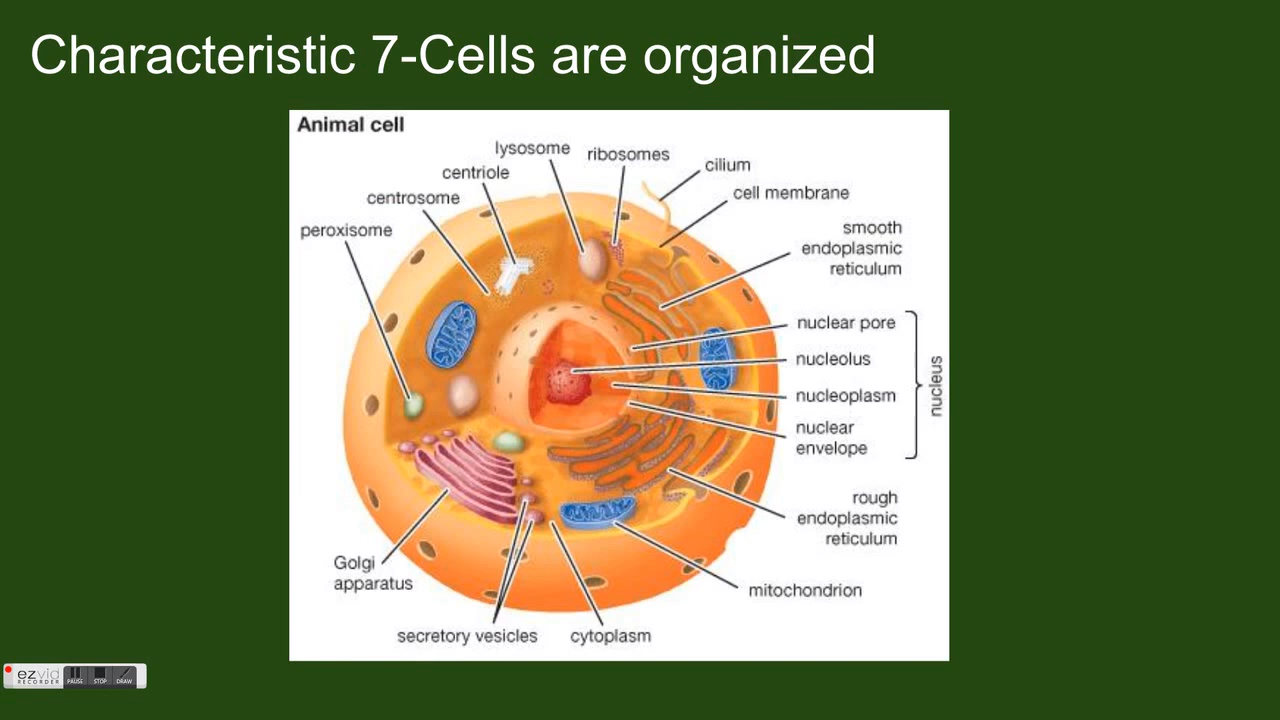 Characteristic 7-Cells are organized
Animal cell
lysosome
ribosomes
cilium
centriole
cell membrane
centrosome
peroxisome
smooth
endoplasmic
reticulum
nuclear pore
nucleolus
nucleoplasm
nuclear
envelope
nucleus
rough
endoplasmic
reticulum
Golgi
apparatus
mitochondrion
secretory vesicles
cytoplasm
ezvid
RECORDER
PAUSE
STOP
DRAW